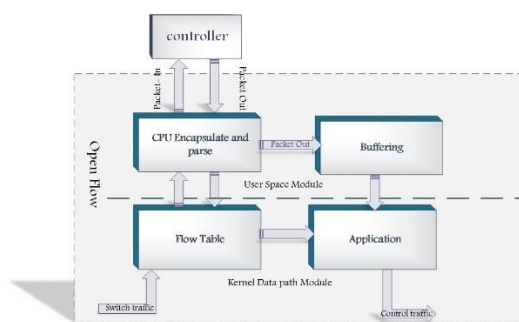 controller
Packet- In
Packet Out
Open Flow
CPU Encapsulate and
parse
Packet Out
Buffering
User Space Module
Flow Table
Application
Kernel Data path Module
Switch traffic
Control traffic